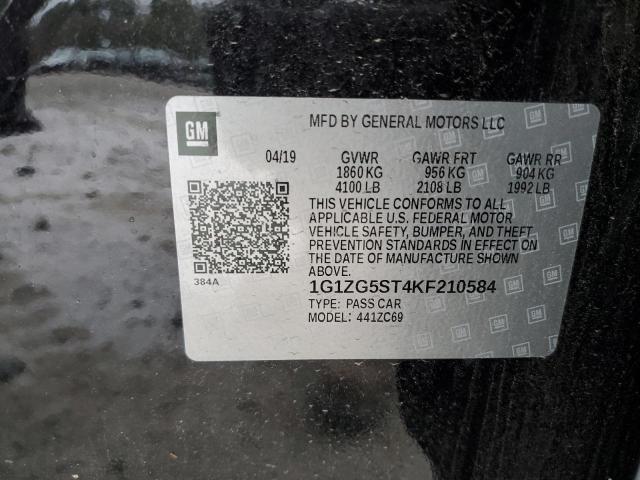 GM
MFD BY GENERAL MOTORS LLC
04/19 GVWR GAWR FRT GAWR RR
1860 KG 956 KG 904 KG
4100 LB 2108 LB 1992 LB
THIS VEHICLE CONFORMS TO ALL
APPLICABLE U.S. FEDERAL MOTOR
VEHICLE SAFETY, BUMPER, AND THEFT
PREVENTION STANDARDS IN EFFECT ON
THE DATE OF MANUFACTURE SHOWN
ABOVE.
384A
1G1ZG5ST4KF210584
TYPE: PASS CAR
MODEL: 441ZC69